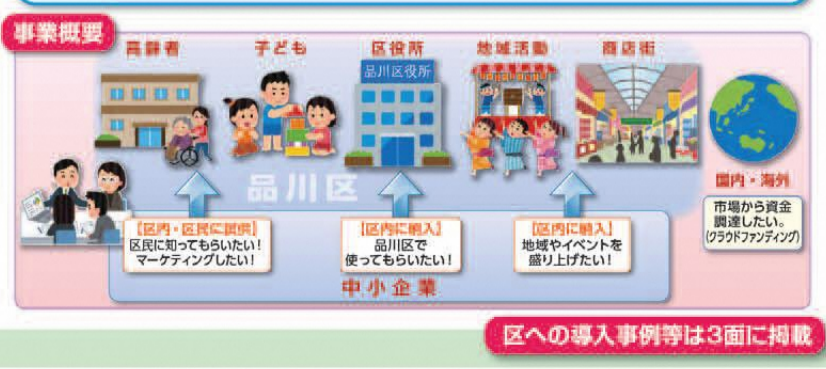 事業概要
高齢者
子ども
区役所
地域活動
商店街
品川区役所
品川区
国内・海外
市場から資金
調達したい。
(クラウドファンディング)
【区内・区民に提供】
区民に知ってもらいたい!
マーケティングしたい!
【区内に納入】
品川区で
使ってもらいたい!
【区内に納入】
地域やイベントを
盛り上げたい!
中小企業
区への導入事例等は3面に掲載